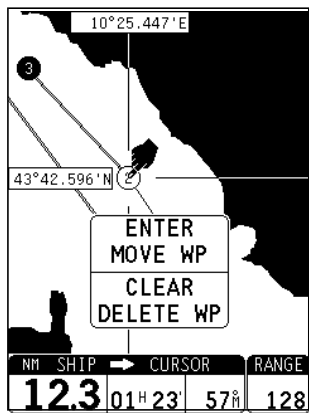 10°25.447'E
3
43°42.596'N
2
ENTER
MOVE WP
CLEAR
DELETE WP
NM SHIP ➡ CURSOR RANGE
12.3 01H 23' 57°M 128